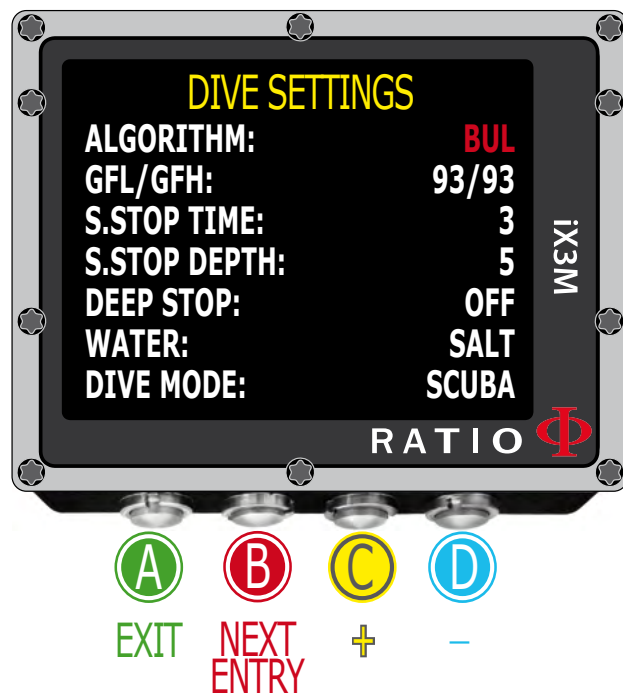 DIVE SETTINGS
ALGORITHM: BUL
GFL/GFH: 93/93
S.STOP TIME: 3
S.STOP DEPTH: 5
DEEP STOP: OFF
WATER: SALT
DIVE MODE: SCUBA
iX3M
RATIO
A B C D
EXIT NEXT ENTRY + –